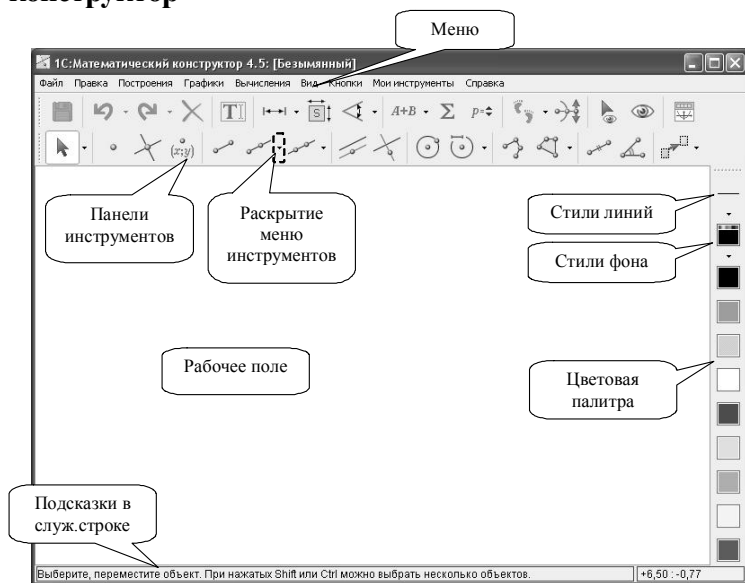 конструктор
Меню
1С:Математический конструктор 4.5: [Безымянный]
Файл Правка Построения Графики Вычисления Вид Кнопки Мои инструменты Справка
T S A+B Σ p=
(x;y)
Панели
инструментов
Раскрытие
меню
инструментов
Стили линий
Стили фона
Рабочее поле
Цветовая
палитра
Подсказки в
служ.строке
Выберите, переместите объект. При нажатых Shift или Ctrl можно выбрать несколько объектов.
+6,50 : -0,77